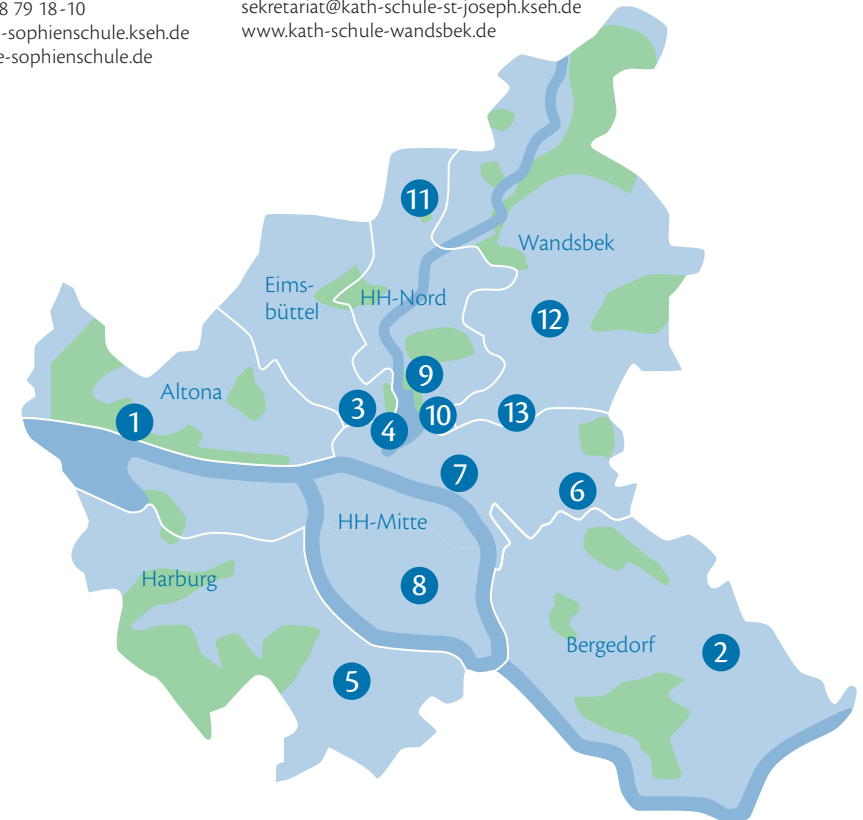 8 79 18-10
-sophienschule.kseh.de
e-sophienschule.de
sekretariat@kath-schule-st-joseph.kseh.de
www.kath-schule-wandsbek.de
11
Wandsbek
Eims-
büttel
HH-Nord
12
9
Altona
3
10
13
1
4
7
6
HH-Mitte
Harburg
8
Bergedorf
2
5